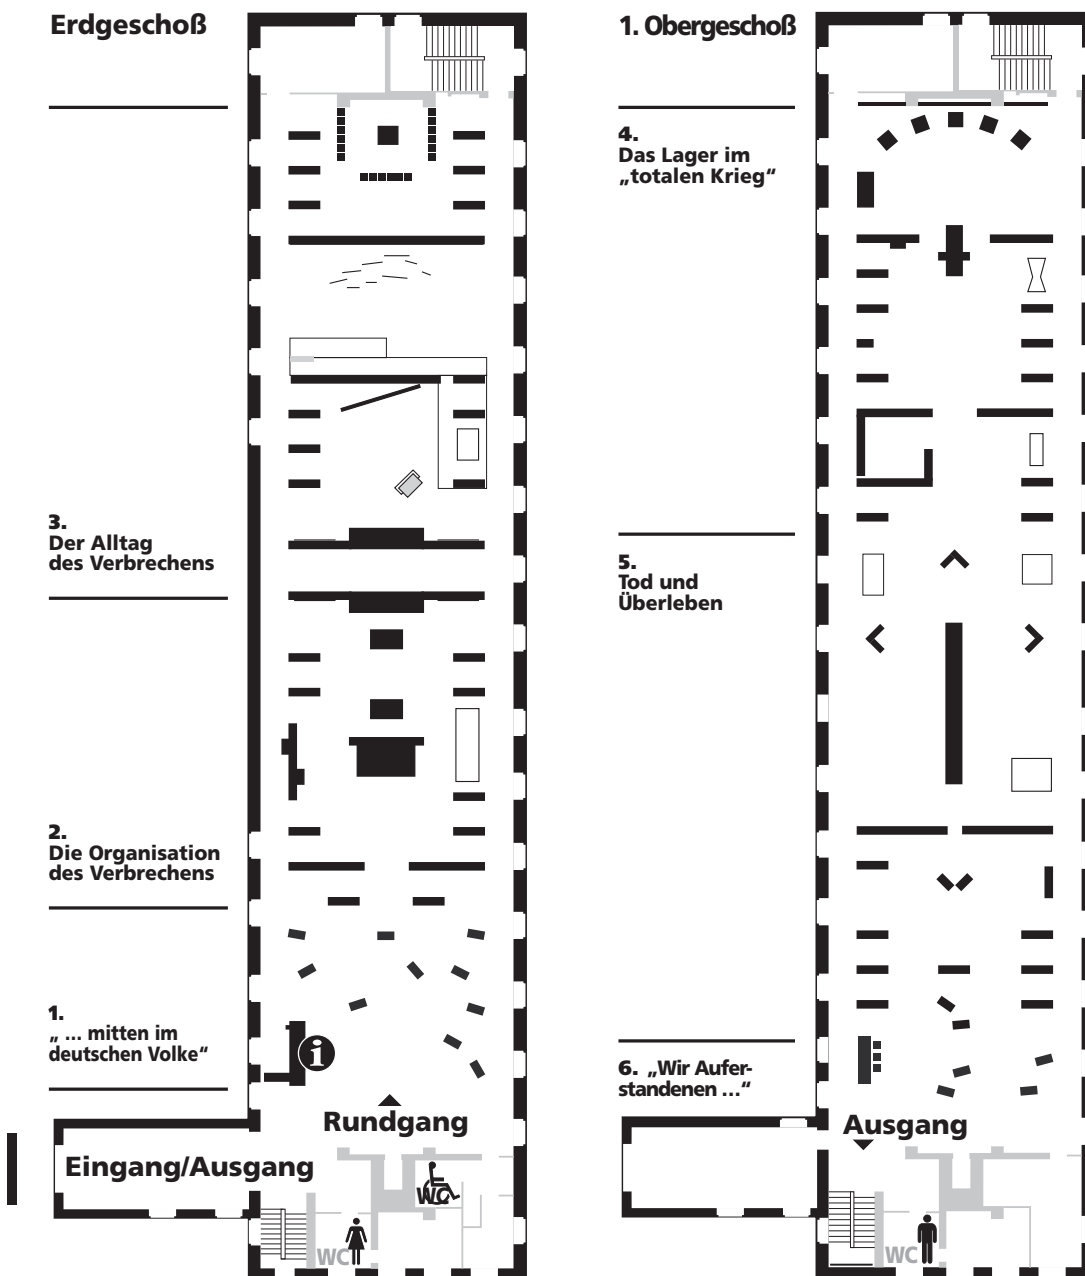 Erdgeschoß
3.
Der Alltag
des Verbrechens
2.
Die Organisation
des Verbrechens
1.
„ ... mitten im
deutschen Volke“
i
Rundgang
Eingang/Ausgang
WC
WC
1. Obergeschoß
4.
Das Lager im
„totalen Krieg“
5.
Tod und
Überleben
6. „Wir Aufer-
standenen ...“
Ausgang
WC